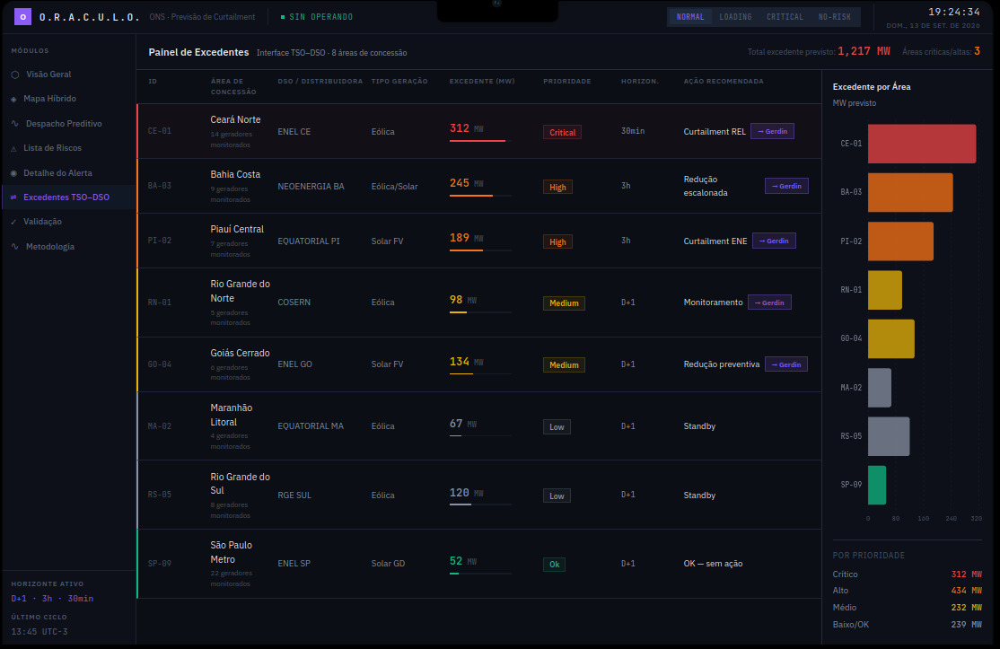 O
O.R.A.C.U.L.O.
ONS - Previsão de Curtailment
SIN OPERANDO
NORMAL LOADING CRITICAL NO-RISK
19:24:34
DOM., 13 DE SET. DE 2026
MÓDULOS
Visão Geral
Mapa Híbrido
Despacho Preditivo
Lista de Riscos
Detalhe do Alerta
Excedentes TSO–DSO
Validação
Metodologia
HORIZONTE ATIVO
D+1 · 3h · 30min
ÚLTIMO CICLO
13:45 UTC-3
Painel de Excedentes Interface TSO–DSO · 8 áreas de concessão
Total excedente previsto: 1,217 MW Áreas críticas/altas: 3
ID ÁREA DE CONCESSÃO DSO / DISTRIBUIDORA TIPO GERAÇÃO EXCEDENTE (MW) PRIORIDADE HORIZON. AÇÃO RECOMENDADA
CE-01 Ceará Norte ENEL CE Eólica 312 MW Critical 30min Curtailment REL → Gerdin
14 geradores
monitorados
BA-03 Bahia Costa NEOENERGIA BA Eólica/Solar 245 MW High 3h Redução escalonada → Gerdin
9 geradores
monitorados
PI-02 Piauí Central EQUATORIAL PI Solar FV 189 MW High 3h Curtailment ENE → Gerdin
7 geradores
monitorados
RN-01 Rio Grande do Norte COSERN Eólica 98 MW Medium D+1 Monitoramento → Gerdin
5 geradores
monitorados
GO-04 Goiás Cerrado ENEL GO Solar FV 134 MW Medium D+1 Redução preventiva → Gerdin
6 geradores
monitorados
MA-02 Maranhão Litoral EQUATORIAL MA Eólica 67 MW Low D+1 Standby
4 geradores
monitorados
RS-05 Rio Grande do Sul RGE SUL Eólica 120 MW Low D+1 Standby
8 geradores
monitorados
SP-09 São Paulo Metro ENEL SP Solar GD 52 MW Ok D+1 OK — sem ação
22 geradores
monitorados
Excedente por Área
MW previsto
CE-01
BA-03
PI-02
RN-01
GO-04
MA-02
RS-05
SP-09
0 80 160 240 320
POR PRIORIDADE
Crítico 312 MW
Alto 434 MW
Médio 232 MW
Baixo/OK 239 MW